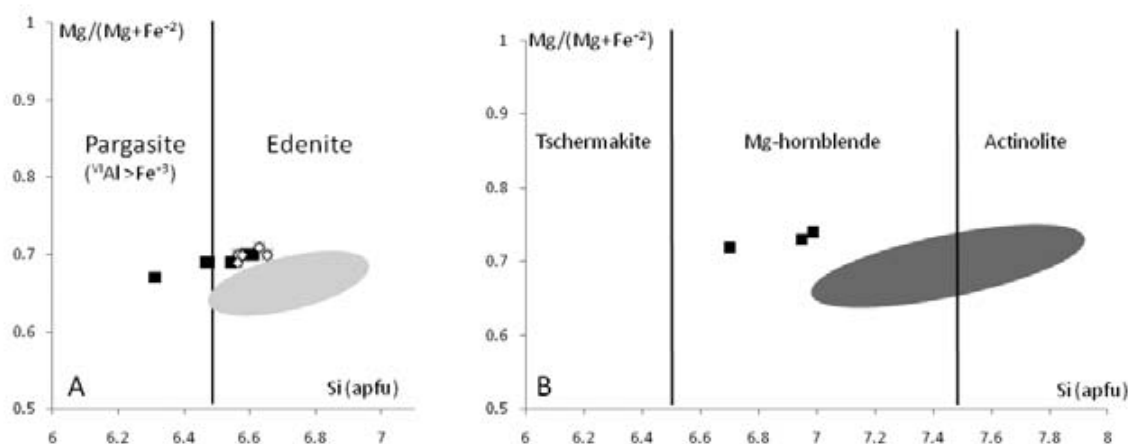 1
Mg/(Mg+Fe⁻²)
0.9
Pargasite
(ⱽᴵAl >Fe⁻³)
Edenite
0.8
0.7
0.6
A
Si (apfu)
0.5
6
6.2
6.4
6.6
6.8
7
1
Mg/(Mg+Fe⁻²)
0.9
Tschermakite
Mg-hornblende
Actinolite
0.8
0.7
0.6
B
Si (apfu)
0.5
6
6.2
6.4
6.6
6.8
7
7.2
7.4
7.6
7.8
8